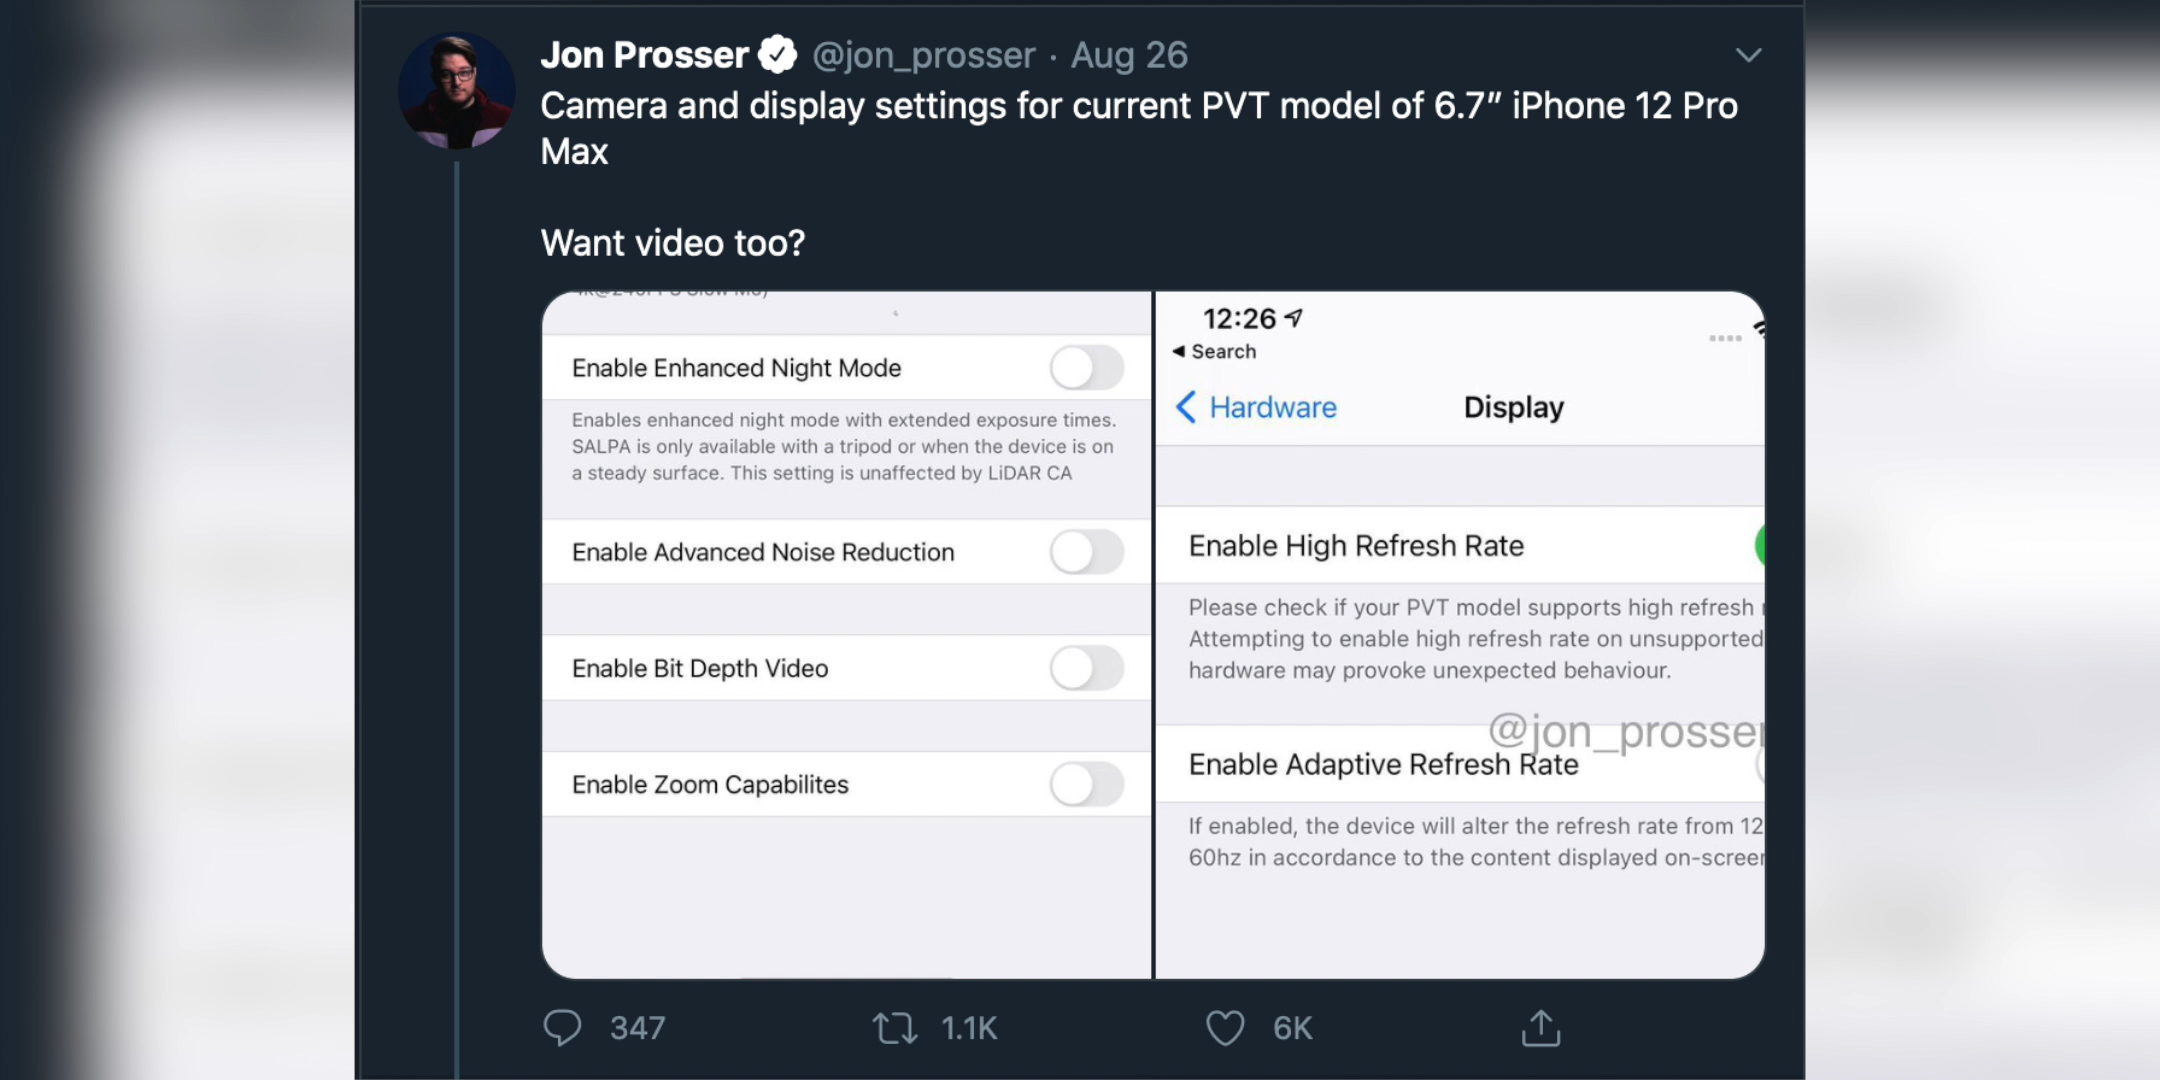 Jon Prosser @jon_prosser · Aug 26
Camera and display settings for current PVT model of 6.7” iPhone 12 Pro
Max
Want video too?
Enable Enhanced Night Mode
Enables enhanced night mode with extended exposure times.
SALPA is only available with a tripod or when the device is on
a steady surface. This setting is unaffected by LiDAR CA
Enable Advanced Noise Reduction
Enable Bit Depth Video
Enable Zoom Capabilites
12:26
Search
Hardware
Display
Enable High Refresh Rate
Please check if your PVT model supports high refresh
Attempting to enable high refresh rate on unsupported
hardware may provoke unexpected behaviour.
@jon_prosser
Enable Adaptive Refresh Rate
If enabled, the device will alter the refresh rate from 12
60hz in accordance to the content displayed on-screen
347
1.1K
6K